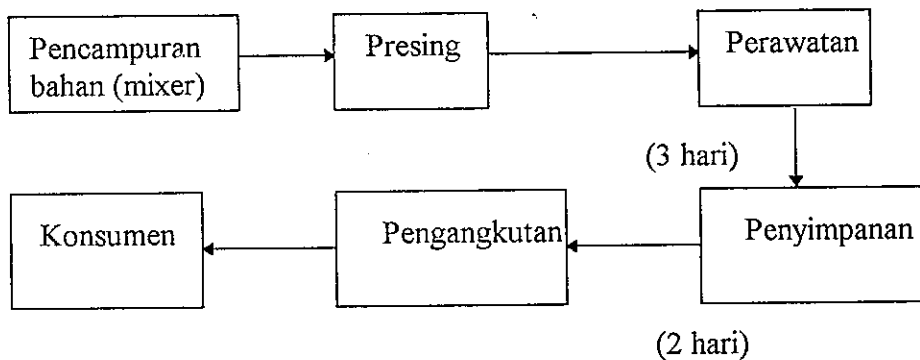 Pencampuran
bahan (mixer)
Presing
Perawatan
(3 hari)
Penyimpanan
Pengangkutan
Konsumen
(2 hari)